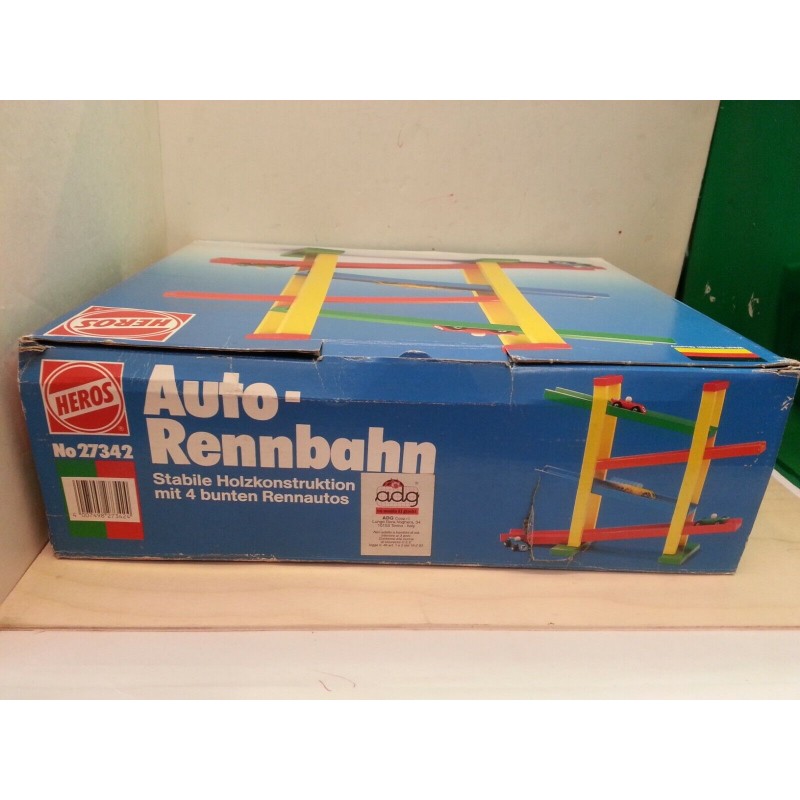 HEROS
HEROS
No 27342
Auto-
Rennbahn
Stabile Holzkonstruktion
mit 4 bunten Rennautos
adg